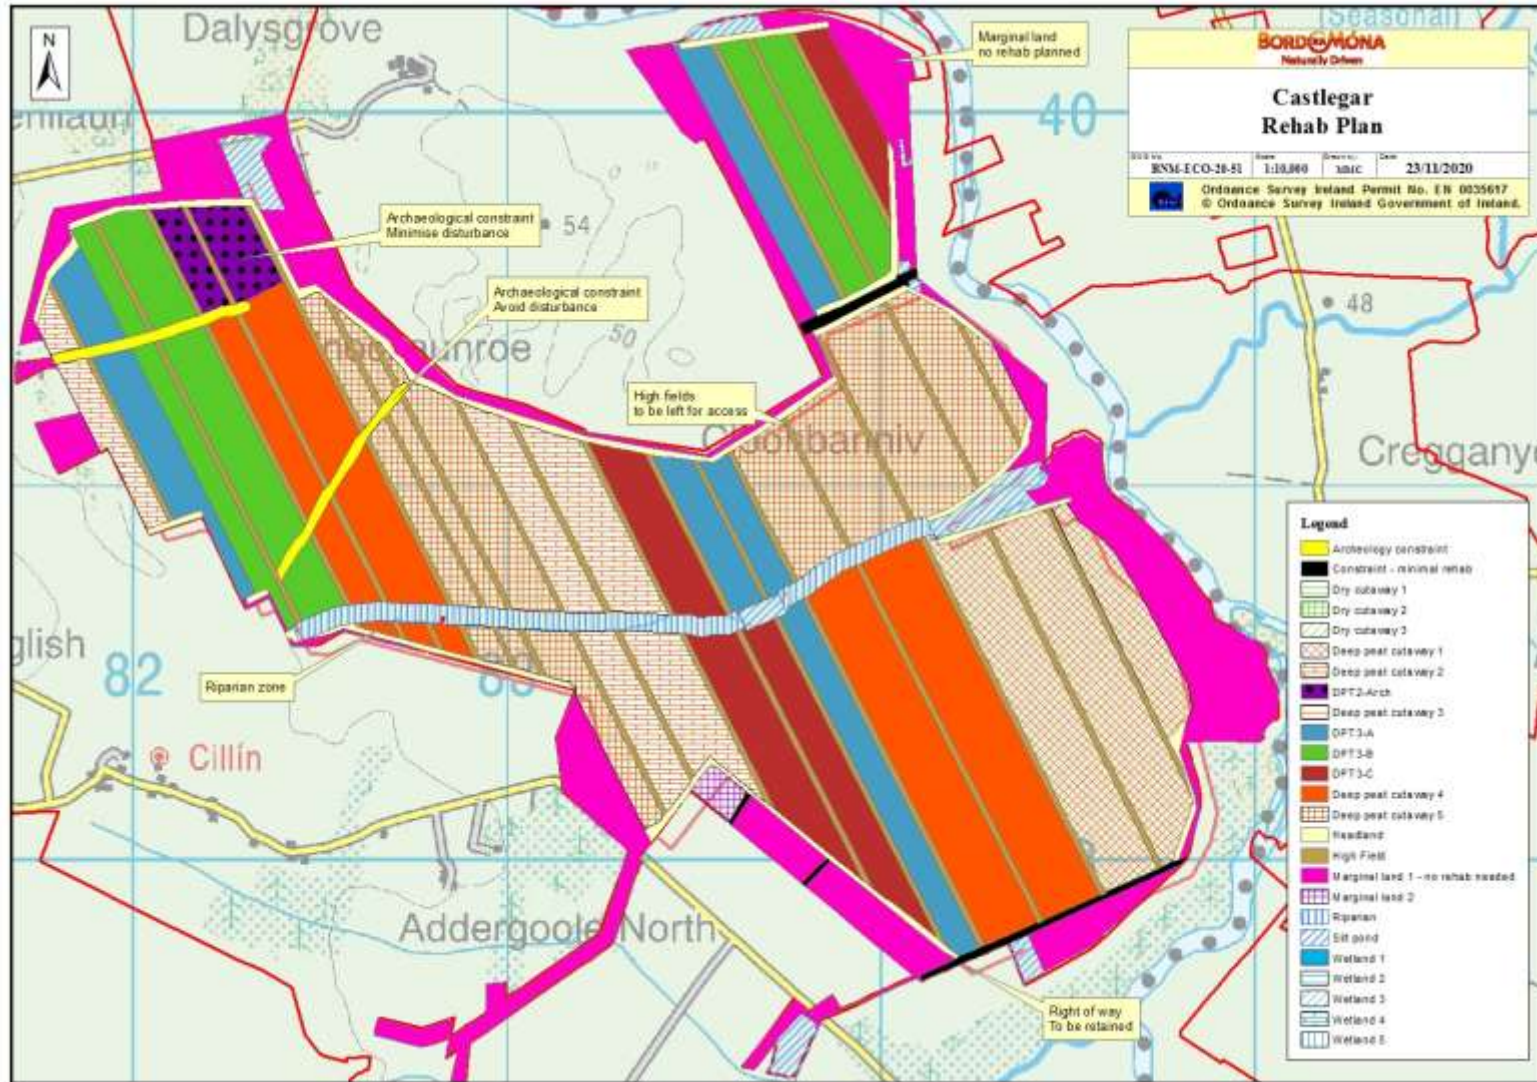 N
Dalysgrove
(Seasonal)
Marginal land
no rehab planned
BORD NA MÓNA
Naturally Driven
Castlegar
Rehab Plan
BNM-ECO-20-51
1:10,000
Date
23/11/2020
Ordnance Survey Ireland Permit No. EN 0035617
© Ordnance Survey Ireland Government of Ireland.
40
Archaeological constraint
Minimise disturbance
54
Archaeological constraint
Avoid disturbance
50
48
High fields
to be left for access
Riparian zone
82
Cillín
Addergoole North
Right of way
To be retained
Legend
Archeology constraint
Constraint - minimal rehab
Dry cutaway 1
Dry cutaway 2
Dry cutaway 3
Deep peat cutaway 1
Deep peat cutaway 2
DPT2-Arch
Deep peat cutaway 3
DPT3-A
DPT3-B
DPT3-C
Deep peat cutaway 4
Deep peat cutaway 5
Headland
High Field
Marginal land 1 - no rehab needed
Marginal land 2
Riparian
Silt pond
Wetland 1
Wetland 2
Wetland 3
Wetland 4
Wetland 5